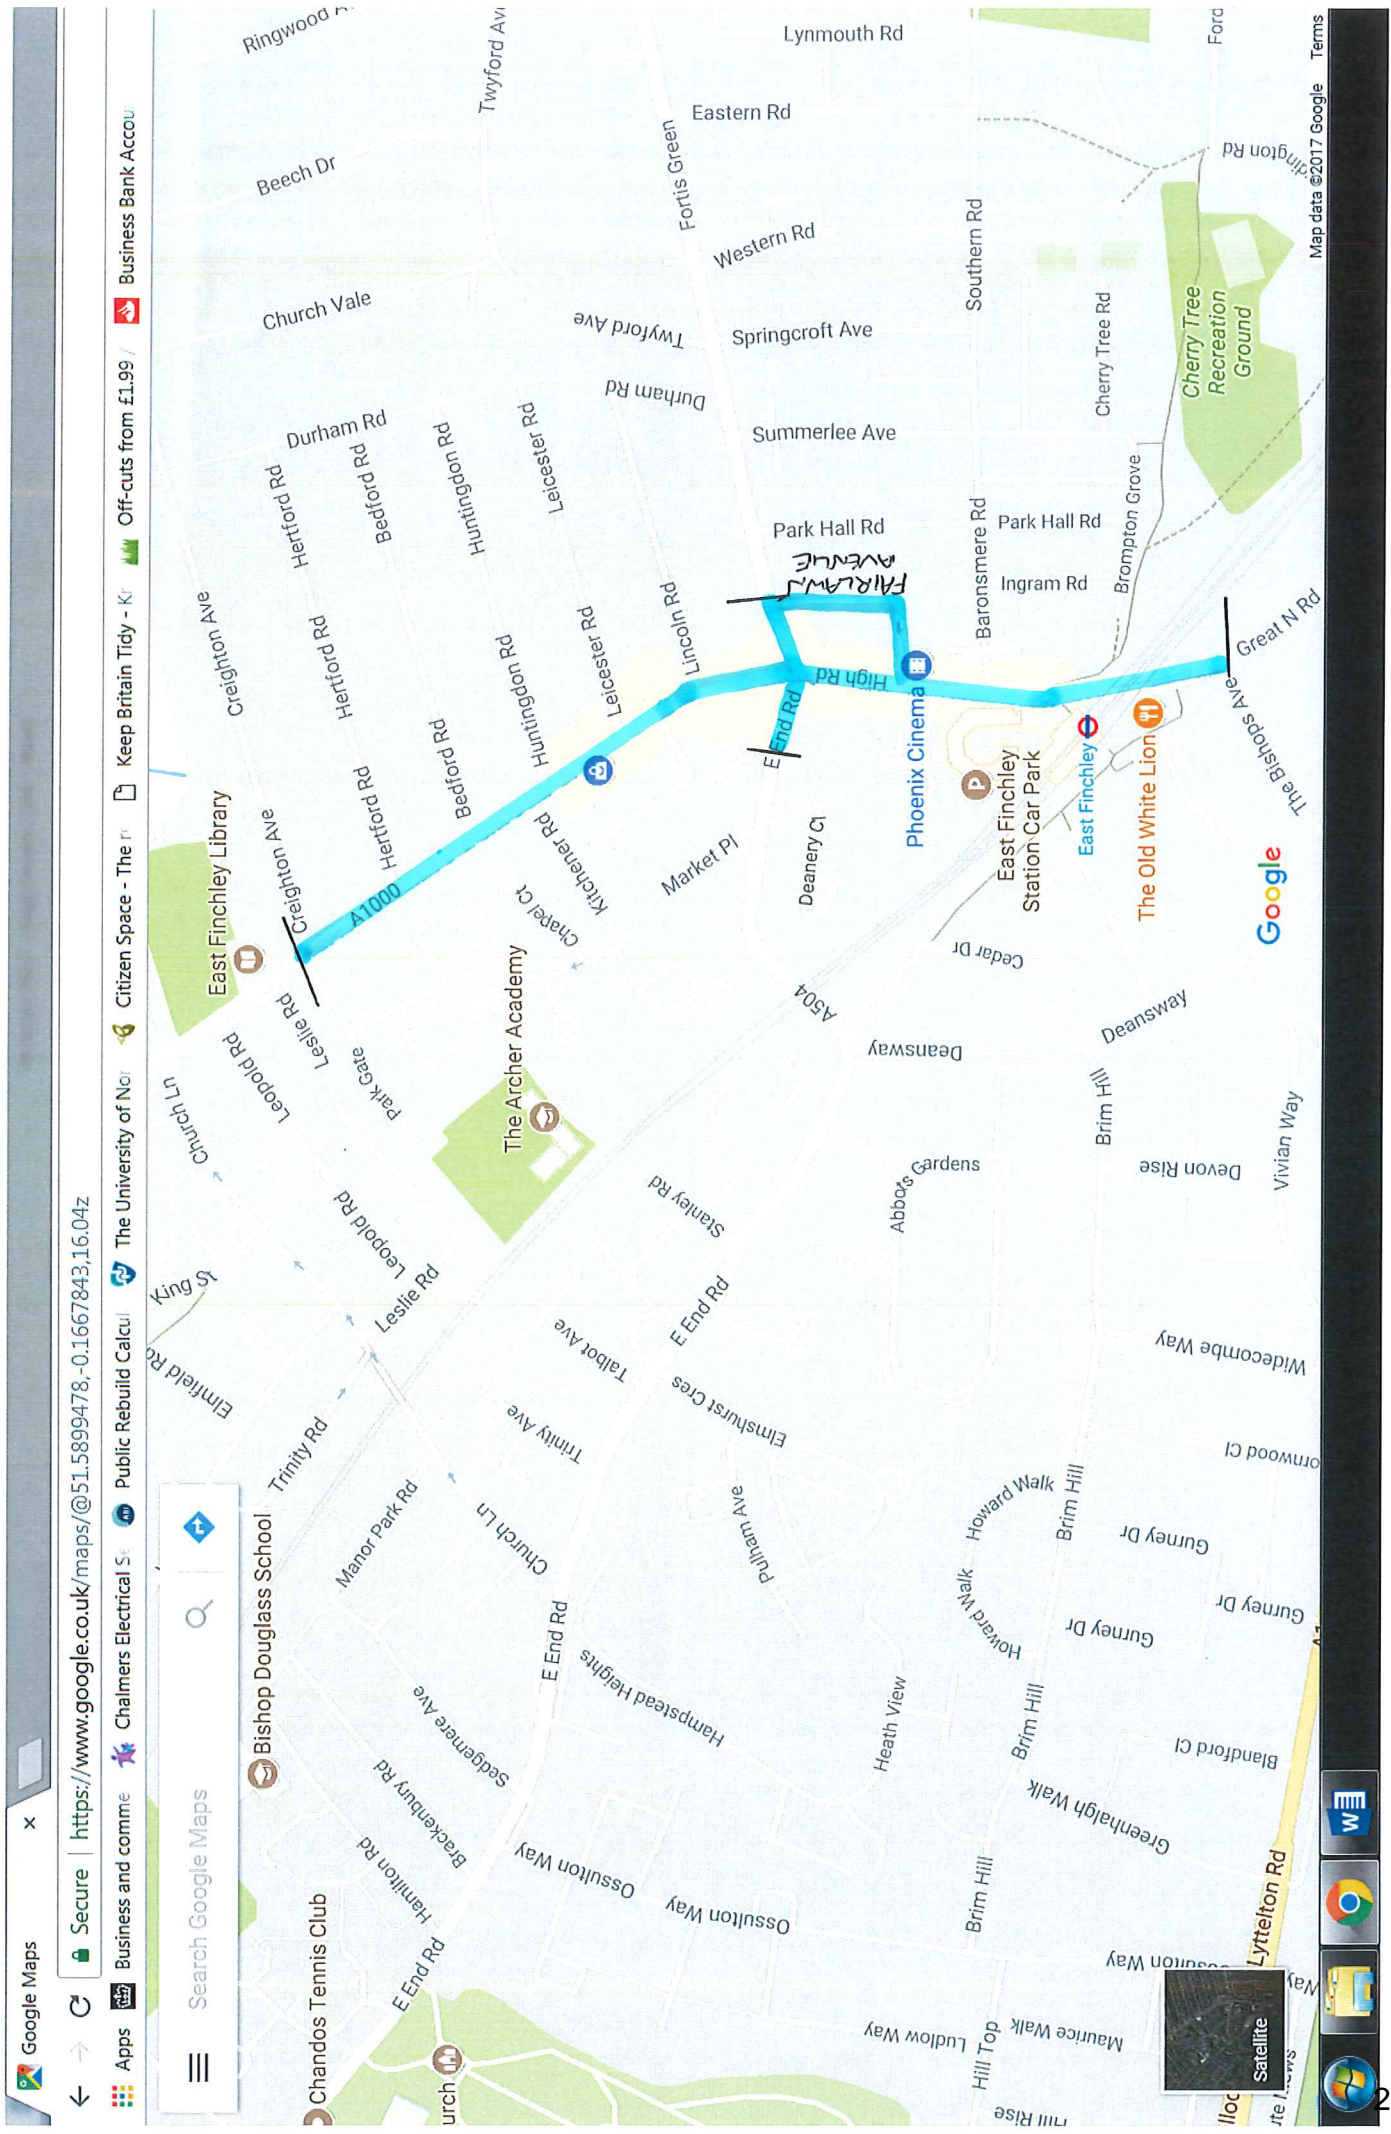 Google Maps
Secure | https://www.google.co.uk/maps/@51.5899478,-0.1667843,16.04z
Apps
Business and comme
Chalmers Electrical Se
Public Rebuild Calcul
The University of Nor
Citizen Space - The r
Keep Britain Tidy - Kr
Off-cuts from £1.99 /
Business Bank Accou
Search Google Maps
Bishop Douglass School
Chandos Tennis Club
urch
E End Rd
Hamilton Rd
Brackenbury Rd
Sedgemere Ave
Manor Park Rd
Trinity Rd
Elmfield Rd
King St
Church Ln
Leopold Rd
Leslie Rd
Park Gate
Leopold Rd
Leslie Rd
Church Ln
Trinity Ave
Talbot Ave
E End Rd
Hampstead Heights
Ossulton Way
Ossulton Way
E End Rd
Elmshurst Cres
Stanley Rd
Pulham Ave
The Archer Academy
East Finchley Library
Creighton Ave
A1000
Creighton Ave
Hertford Rd
Hertford Rd
Hertford Rd
Bedford Rd
Bedford Rd
Huntingdon Rd
Huntingdon Rd
Leicester Rd
Leicester Rd
Lincoln Rd
Durham Rd
Durham Rd
Church Vale
Beech Dr
Twyford Ave
Fortis Green
Eastern Rd
Western Rd
Springcroft Ave
Summerlee Ave
Park Hall Rd
Park Hall Rd
Lynmouth Rd
Southern Rd
Cherry Tree Rd
Baronsmere Rd
Ingram Rd
Brompton Grove
Cherry Tree
Recreation
Ground
FAIRLAWN
AVENUE
High Rd
E End Rd
Chapel Ct
Kitchener Rd
Market Pl
Deanery Cl
Phoenix Cinema
East Finchley
Station Car Park
P
East Finchley
The Old White Lion
Great N Rd
The Bishops Ave
Cedar Dr
A504
Deansway
Deansway
Brim Hill
Abbots Gardens
Devon Rise
Vivian Way
Widecombe Way
ornwood Cl
Howard Walk
Howard Walk
Brim Hill
Gurney Dr
Gurney Dr
Gurney Dr
Heath View
Brim Hill
Blandford Cl
Greenhalgh Walk
Brim Hill
Lyttelton Rd
Ludlow Way
Hill Top
Maurice Walk
Hill Rise
Satellite
Google
Map data ©2017 Google
Terms
2